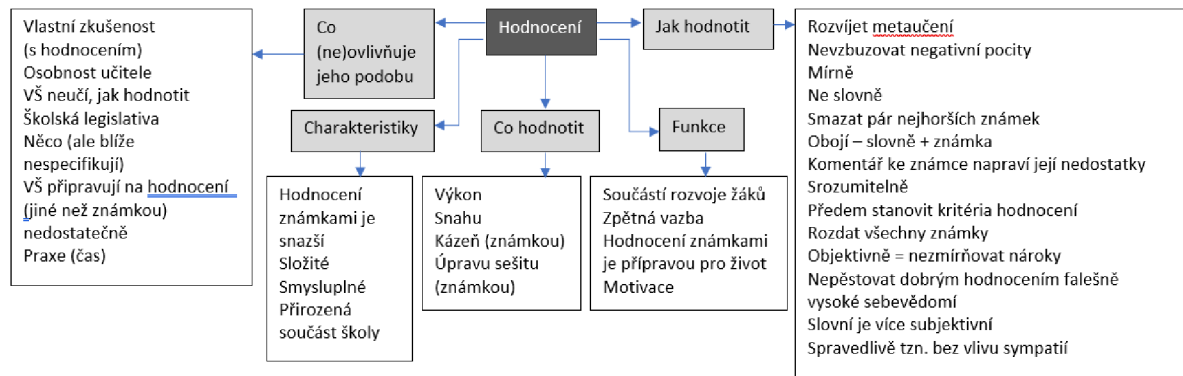 Hodnocení
Co
(ne)ovlivňuje
jeho podobu
Vlastní zkušenost
(s hodnocením)
Osobnost učitele
VŠ neučí, jak hodnotit
Školská legislativa
Něco (ale blíže
nespecifikují)
VŠ připravují na hodnocení
(jiné než známkou)
nedostatečně
Praxe (čas)
Charakteristiky
Hodnocení
známkami je
snazší
Složité
Smysluplné
Přirozená
součást školy
Co hodnotit
Výkon
Snahu
Kázeň (známkou)
Úpravu sešitu
(známkou)
Funkce
Součástí rozvoje žáků
Zpětná vazba
Hodnocení známkami
je přípravou pro život
Motivace
Jak hodnotit
Rozvíjet metaučení
Nevzbuzovat negativní pocity
Mírně
Ne slovně
Smazat pár nejhorších známek
Obojí – slovně + známka
Komentář ke známce napraví její nedostatky
Srozumitelně
Předem stanovit kritéria hodnocení
Rozdat všechny známky
Objektivně = nezmírňovat nároky
Nepěstovat dobrým hodnocením falešně
vysoké sebevědomí
Slovní je více subjektivní
Spravedlivě tzn. bez vlivu sympatií